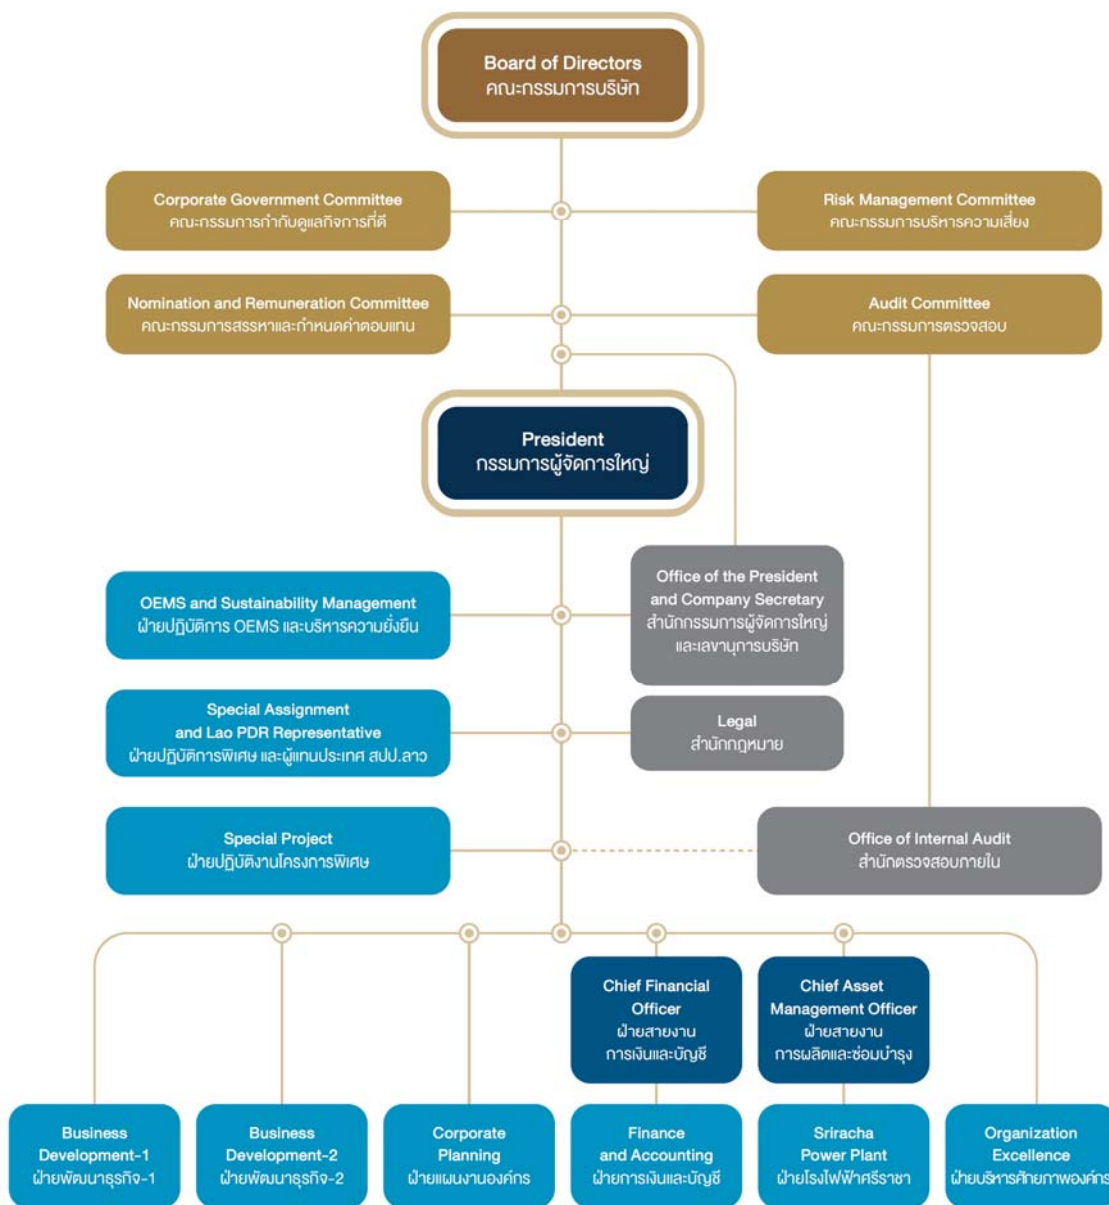 Board of Directors
คณะกรรมการบริษัท
Corporate Government Committee
คณะกรรมการกำกับดูแลกิจการที่ดี
Risk Management Committee
คณะกรรมการบริหารความเสี่ยง
Nomination and Remuneration Committee
คณะกรรมการสรรหาและกำหนดค่าตอบแทน
Audit Committee
คณะกรรมการตรวจสอบ
President
กรรมการผู้จัดการใหญ่
OEMS and Sustainability Management
ฝ่ายปฏิบัติการ OEMS และบริหารความยั่งยืน
Office of the President
and Company Secretary
สำนักกรรมการผู้จัดการใหญ่
และเลขานุการบริษัท
Special Assignment
and Lao PDR Representative
ฝ่ายปฏิบัติการพิเศษ และผู้แทนประเทศ สปป.ลาว
Legal
สำนักกฎหมาย
Special Project
ฝ่ายปฏิบัติงานโครงการพิเศษ
Office of Internal Audit
สำนักตรวจสอบภายใน
Chief Financial
Officer
ฝ่ายสายงาน
การเงินและบัญชี
Chief Asset
Management Officer
ฝ่ายสายงาน
การผลิตและซ่อมบำรุง
Business
Development-1
ฝ่ายพัฒนาธุรกิจ-1
Business
Development-2
ฝ่ายพัฒนาธุรกิจ-2
Corporate
Planning
ฝ่ายแผนงานองค์กร
Finance
and Accounting
ฝ่ายการเงินและบัญชี
Sriracha
Power Plant
ฝ่ายโรงไฟฟ้าศรีราชา
Organization
Excellence
ฝ่ายบริหารศักยภาพองค์กร